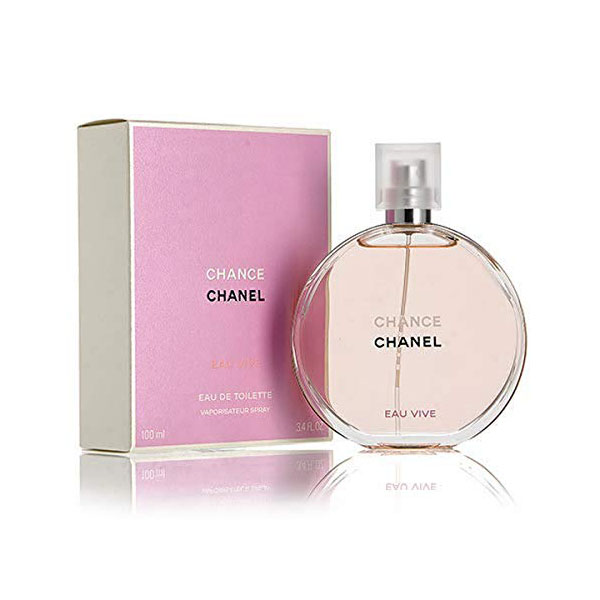 CHANCE
CHANEL
EAU VIVE
EAU DE TOILETTE
VAPORISATEUR SPRAY
100 ml
3.4 FL.OZ
CHANCE
CHANEL
EAU VIVE